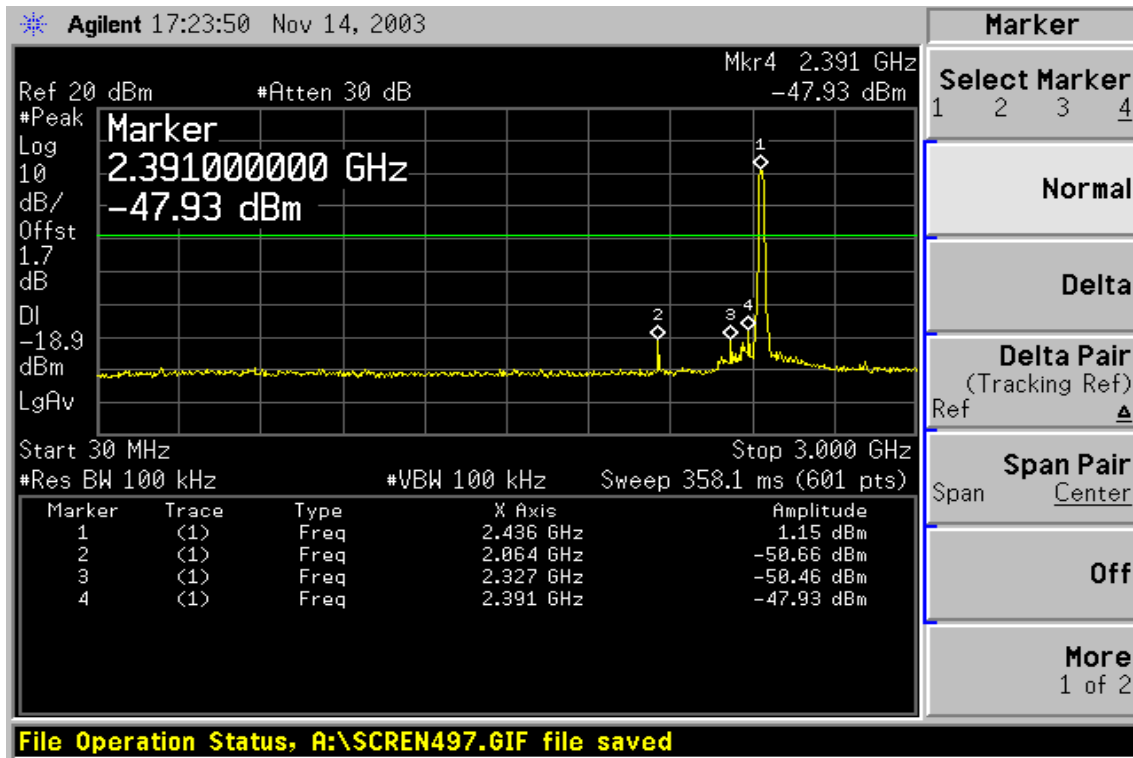 Agilent 17:23:50 Nov 14, 2003
Mkr4 2.391 GHz
Ref 20 dBm #Atten 30 dB -47.93 dBm
#Peak
Log
10
dB/
Offst
1.7
dB
DI
-18.9
dBm
LgAv
Marker
2.391000000 GHz
-47.93 dBm
1
2
3
4
Start 30 MHz Stop 3.000 GHz
#Res BW 100 kHz #VBW 100 kHz Sweep 358.1 ms (601 pts)
Marker Trace Type X Axis Amplitude
1 (1) Freq 2.436 GHz 1.15 dBm
2 (1) Freq 2.064 GHz -50.66 dBm
3 (1) Freq 2.327 GHz -50.46 dBm
4 (1) Freq 2.391 GHz -47.93 dBm
Marker
Select Marker
1 2 3 4
Normal
Delta
Delta Pair
(Tracking Ref)
Ref Δ
Span Pair
Span Center
Off
More
1 of 2
File Operation Status, A:\SCREN497.GIF file saved